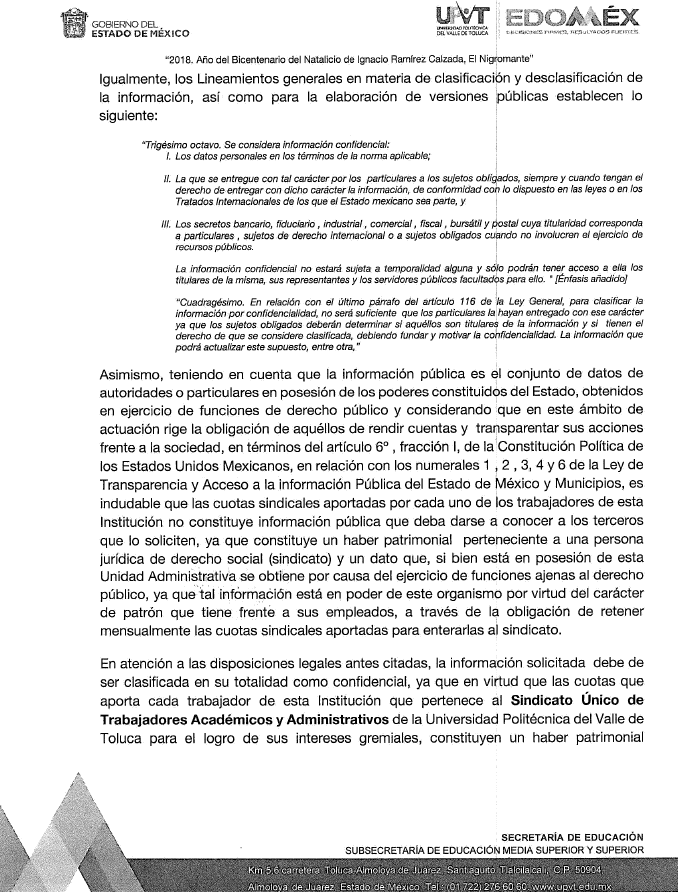 GOBIERNO DEL
ESTADO DE MÉXICO
UPVT
UNIVERSIDAD POLITÉCNICA
DEL VALLE DE TOLUCA
EDOMÉX
DECISIONES FIRMES, RESULTADOS FUERTES.
“2018. Año del Bicentenario del Natalicio de Ignacio Ramírez Calzada, El Nigromante”
Igualmente, los Lineamientos generales en materia de clasificación y desclasificación de
la información, así como para la elaboración de versiones públicas establecen lo
siguiente:
“Trigésimo octavo. Se considera información confidencial:
I. Los datos personales en los términos de la norma aplicable;
II. La que se entregue con tal carácter por los particulares a los sujetos obligados, siempre y cuando tengan el
derecho de entregar con dicho carácter la información, de conformidad con lo dispuesto en las leyes o en los
Tratados Internacionales de los que el Estado mexicano sea parte, y
III. Los secretos bancario, fiduciario , industrial , comercial , fiscal , bursátil y postal cuya titularidad corresponda
a particulares , sujetos de derecho internacional o a sujetos obligados cuando no involucren el ejercicio de
recursos públicos.
La información confidencial no estará sujeta a temporalidad alguna y sólo podrán tener acceso a ella los
titulares de la misma, sus representantes y los servidores públicos facultados para ello. ” [Énfasis añadido]
“Cuadragésimo. En relación con el último párrafo del artículo 116 de la Ley General, para clasificar la
información por confidencialidad, no será suficiente que los particulares la hayan entregado con ese carácter
ya que los sujetos obligados deberán determinar si aquéllos son titulares de la información y si tienen el
derecho de que se considere clasificada, debiendo fundar y motivar la confidencialidad. La información que
podrá actualizar este supuesto, entre otra,”
Asimismo, teniendo en cuenta que la información pública es el conjunto de datos de
autoridades o particulares en posesión de los poderes constituidos del Estado, obtenidos
en ejercicio de funciones de derecho público y considerando que en este ámbito de
actuación rige la obligación de aquéllos de rendir cuentas y transparentar sus acciones
frente a la sociedad, en términos del artículo 6º , fracción I, de la Constitución Política de
los Estados Unidos Mexicanos, en relación con los numerales 1 , 2 , 3, 4 y 6 de la Ley de
Transparencia y Acceso a la información Pública del Estado de México y Municipios, es
indudable que las cuotas sindicales aportadas por cada uno de los trabajadores de esta
Institución no constituye información pública que deba darse a conocer a los terceros
que lo soliciten, ya que constituye un haber patrimonial perteneciente a una persona
jurídica de derecho social (sindicato) y un dato que, si bien está en posesión de esta
Unidad Administrativa se obtiene por causa del ejercicio de funciones ajenas al derecho
público, ya que tal información está en poder de este organismo por virtud del carácter
de patrón que tiene frente a sus empleados, a través de la obligación de retener
mensualmente las cuotas sindicales aportadas para enterarlas al sindicato.
En atención a las disposiciones legales antes citadas, la información solicitada debe de
ser clasificada en su totalidad como confidencial, ya que en virtud que las cuotas que
aporta cada trabajador de esta Institución que pertenece al Sindicato Único de
Trabajadores Académicos y Administrativos de la Universidad Politécnica del Valle de
Toluca para el logro de sus intereses gremiales, constituyen un haber patrimonial
SECRETARÍA DE EDUCACIÓN
SUBSECRETARÍA DE EDUCACIÓN MEDIA SUPERIOR Y SUPERIOR
Km 5.6 carretera Toluca-Almoloya de Juárez, Santiaguito Tlalcilalcali, C.P. 50904
Almoloya de Juárez, Estado de México. Tel.: (01 722) 276 60 60. www.upvt.edu.mx